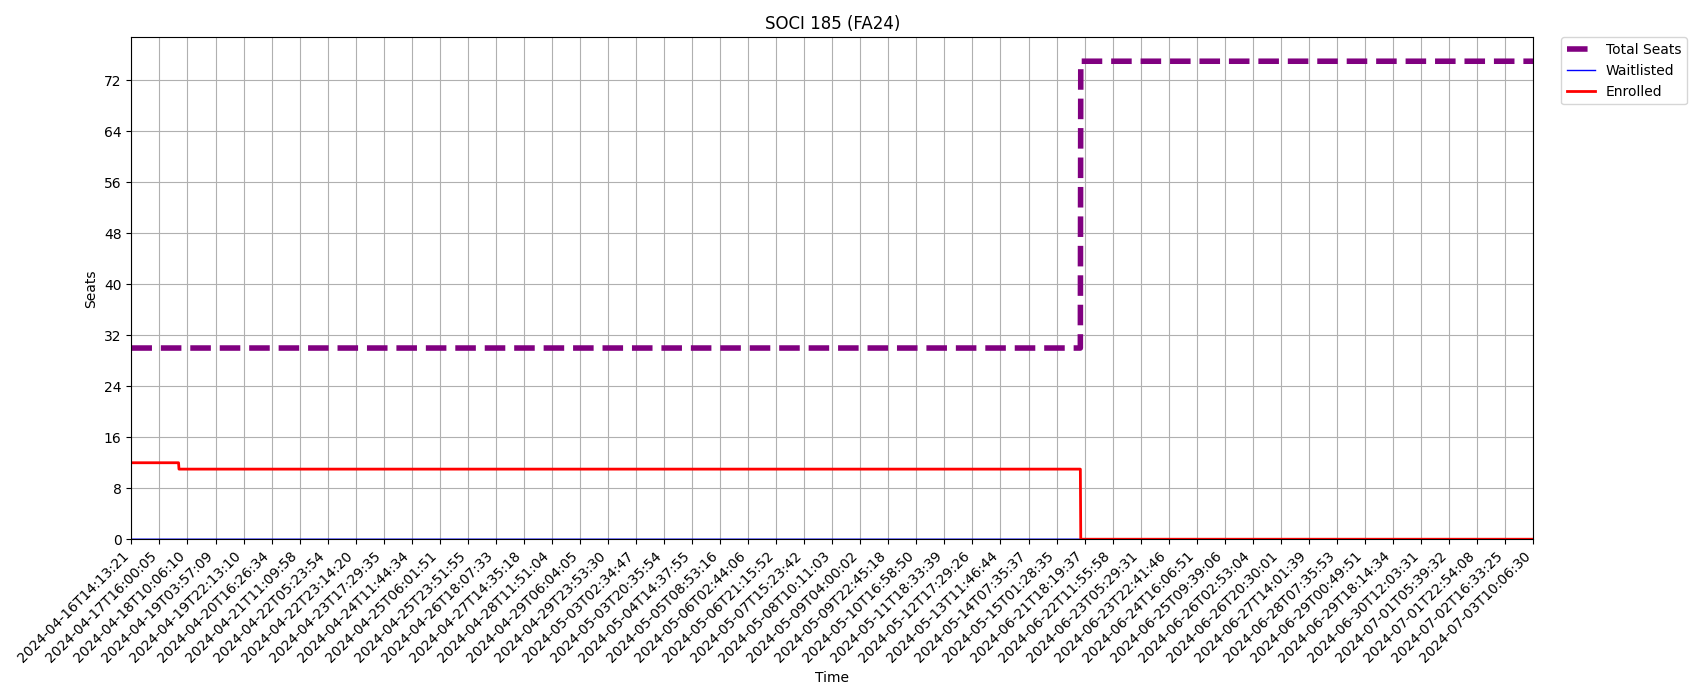 SOCI 185 (FA24)
Total Seats
Waitlisted
Enrolled
Seats
72
64
56
48
40
32
24
16
8
0
2024-04-16T14:13:21
2024-04-17T16:00:05
2024-04-18T10:06:10
2024-04-19T03:57:09
2024-04-19T22:13:10
2024-04-20T16:26:34
2024-04-21T11:09:58
2024-04-22T05:23:54
2024-04-22T23:14:20
2024-04-23T17:29:35
2024-04-24T11:44:34
2024-04-25T06:01:51
2024-04-25T23:51:55
2024-04-26T18:07:33
2024-04-27T14:35:18
2024-04-28T11:51:04
2024-04-29T06:04:05
2024-04-29T23:53:30
2024-05-03T02:34:47
2024-05-03T20:35:54
2024-05-04T14:37:55
2024-05-05T08:53:16
2024-05-06T02:44:06
2024-05-06T21:15:52
2024-05-07T15:23:42
2024-05-08T10:11:03
2024-05-09T04:00:02
2024-05-09T22:45:18
2024-05-10T16:58:50
2024-05-11T18:33:39
2024-05-12T17:29:26
2024-05-13T11:46:44
2024-05-14T07:35:37
2024-05-15T01:28:35
2024-06-21T18:19:37
2024-06-22T11:55:58
2024-06-23T05:29:31
2024-06-23T22:41:46
2024-06-24T16:06:51
2024-06-25T09:39:06
2024-06-26T02:53:04
2024-06-26T20:30:01
2024-06-27T14:01:39
2024-06-28T07:35:53
2024-06-29T00:49:51
2024-06-29T18:14:34
2024-06-30T12:03:31
2024-07-01T05:39:32
2024-07-01T22:54:08
2024-07-02T16:33:25
2024-07-03T10:06:30
Time